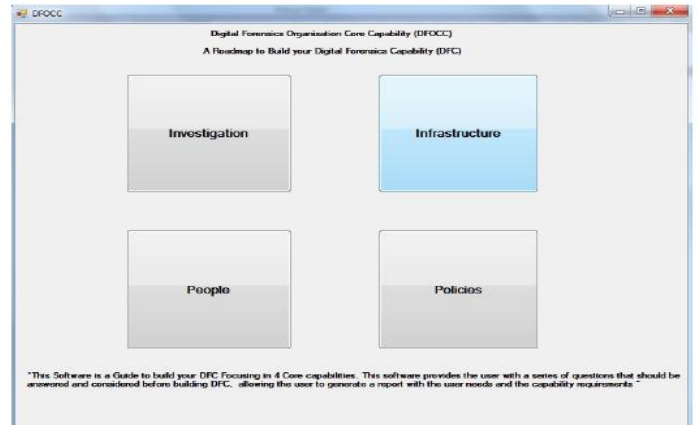 DFOCC
Digital Forensics Organisation Core Capability (DFOCC)
A Roadmap to Build your Digital Forensics Capability (DFC)
Investigation
Infrastructure
People
Policies
"This Software is a Guide to build your DFC Focusing in 4 Core capabilities. This software provides the user with a series of questions that should be
answered and considered before building DFC, allowing the user to generate a report with the user needs and the capability requirements "